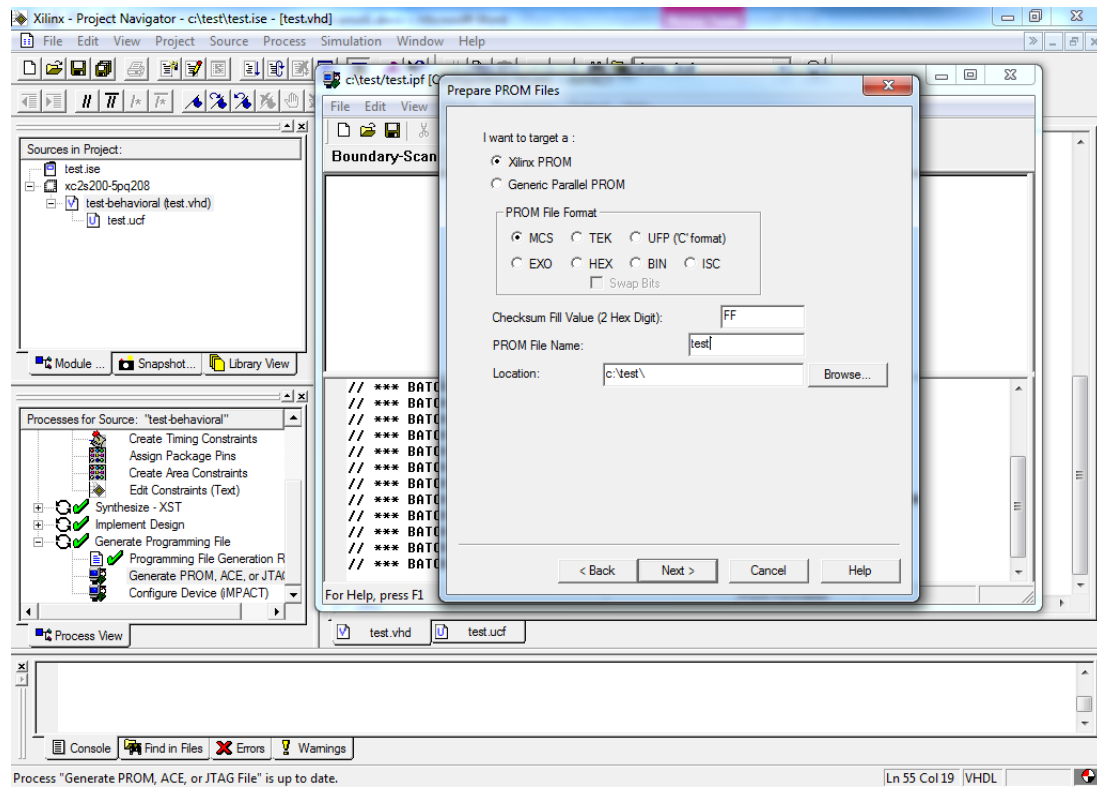 Xilinx - Project Navigator - c:\test\test.ise - [test.vhd]
File Edit View Project Source Process Simulation Window Help
c:\test/test.ipf [C
File Edit View
Boundary-Scan
Sources in Project:
test.ise
xc2s200-5pq208
test-behavioral (test.vhd)
test.ucf
Module ... Snapshot... Library View
Processes for Source: "test-behavioral"
Create Timing Constraints
Assign Package Pins
Create Area Constraints
Edit Constraints (Text)
Synthesize - XST
Implement Design
Generate Programming File
Programming File Generation R
Generate PROM, ACE, or JTA
Configure Device (iMPACT)
Process View
// *** BATC
// *** BATC
// *** BATC
// *** BATC
// *** BATC
// *** BATC
// *** BATC
// *** BATC
// *** BATC
// *** BATC
// *** BATC
// *** BATC
For Help, press F1
Prepare PROM Files
I want to target a :
Xilinx PROM
Generic Parallel PROM
PROM File Format
MCS TEK UFP ('C' format)
EXO HEX BIN ISC
Swap Bits
Checksum Fill Value (2 Hex Digit): FF
PROM File Name: test
Location: c:\test\ Browse...
< Back Next > Cancel Help
test.vhd test.ucf
Console Find in Files Errors Warnings
Process "Generate PROM, ACE, or JTAG File" is up to date.
Ln 55 Col 19 VHDL